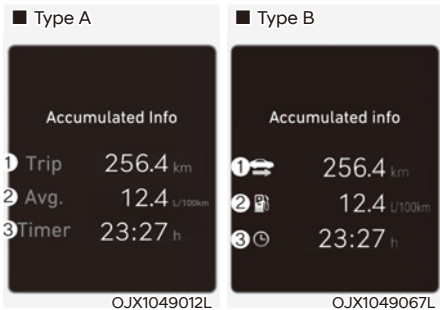 ■ Type A
Accumulated Info
1 Trip 256.4 km
2 Avg. 12.4 L/100km
3 Timer 23:27 h
OJX1049012L
■ Type B
Accumulated info
1 256.4 km
2 12.4 L/100km
3 23:27 h
OJX1049067L